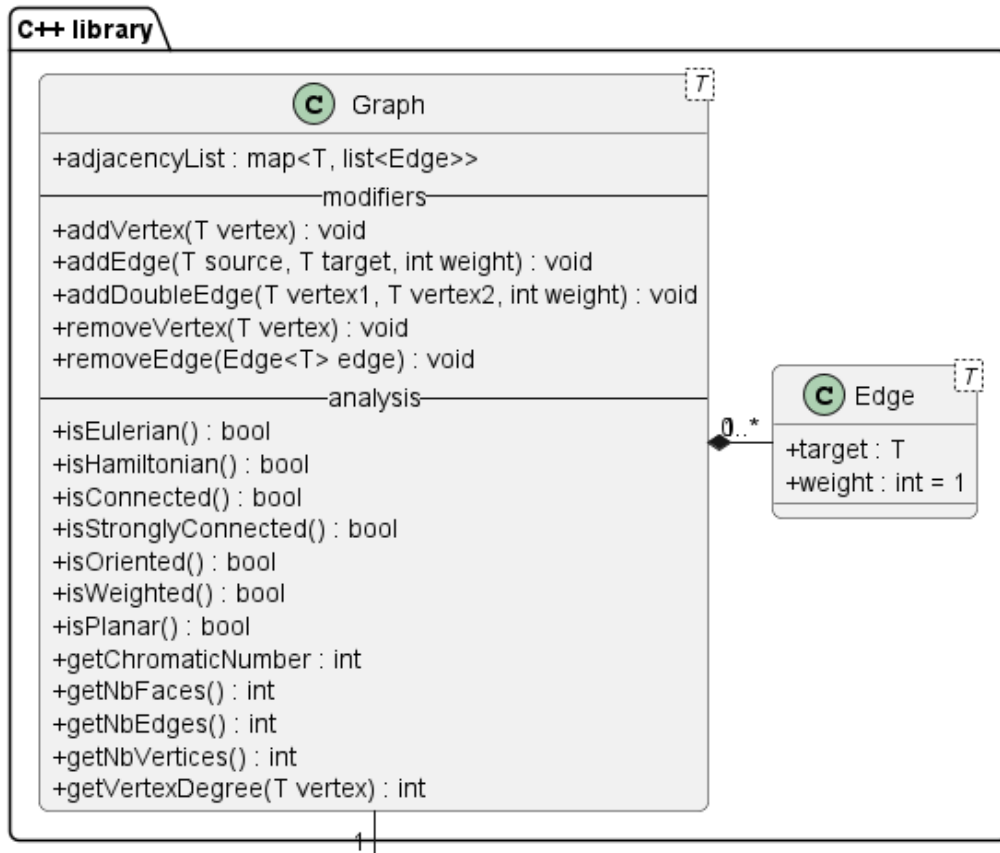 C++ library
T
C Graph
+adjacencyList : map<T, list<Edge>>
modifiers
+addVertex(T vertex) : void
+addEdge(T source, T target, int weight) : void
+addDoubleEdge(T vertex1, T vertex2, int weight) : void
+removeVertex(T vertex) : void
+removeEdge(Edge<T> edge) : void
analysis
+isEulerian() : bool
+isHamiltonian() : bool
+isConnected() : bool
+isStronglyConnected() : bool
+isOriented() : bool
+isWeighted() : bool
+isPlanar() : bool
+getChromaticNumber : int
+getNbFaces() : int
+getNbEdges() : int
+getNbVertices() : int
+getVertexDegree(T vertex) : int
1
0..*
T
C Edge
+target : T
+weight : int = 1
1